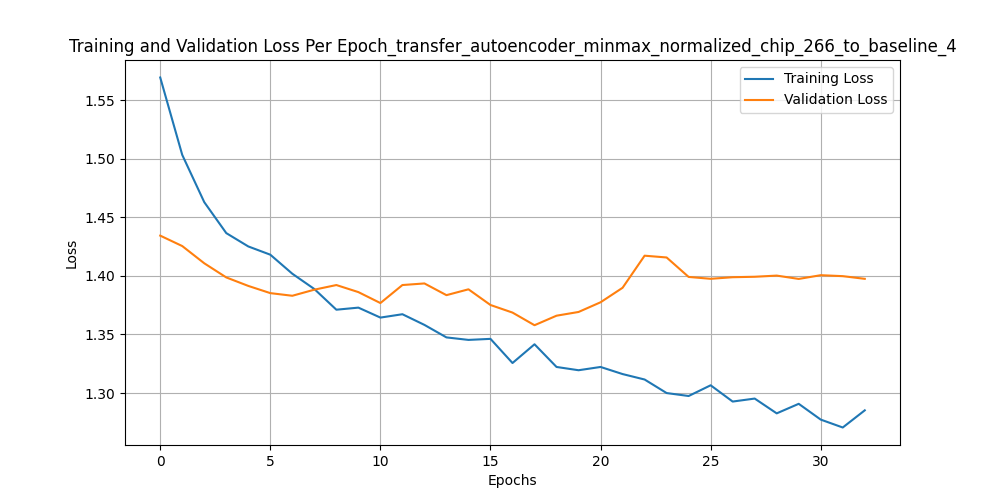 Training and Validation Loss Per Epoch_transfer_autoencoder_minmax_normalized_chip_266_to_baseline_4
Training Loss
Validation Loss
Loss
1.55
1.50
1.45
1.40
1.35
1.30
0 5 10 15 20 25 30
Epochs